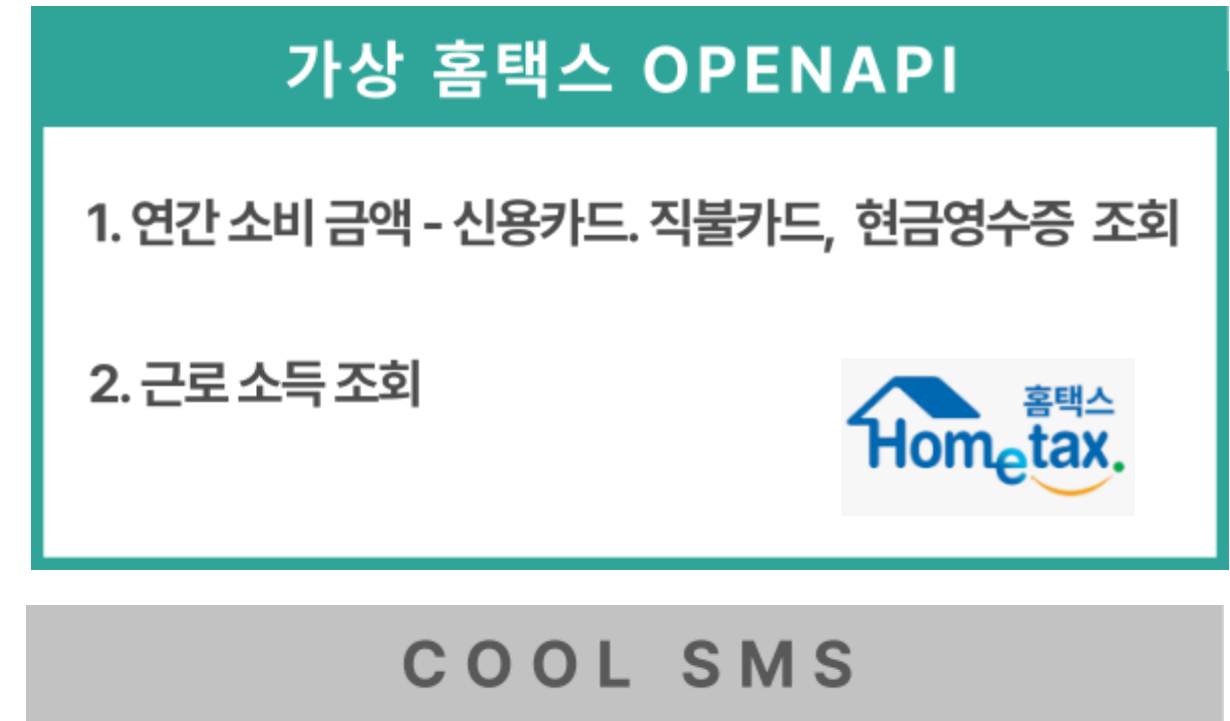 가상 홈택스 OPENAPI
1. 연간 소비 금액 - 신용카드. 직불카드, 현금영수증 조회
2. 근로 소득 조회
홈택스
Hometax.
COOL SMS